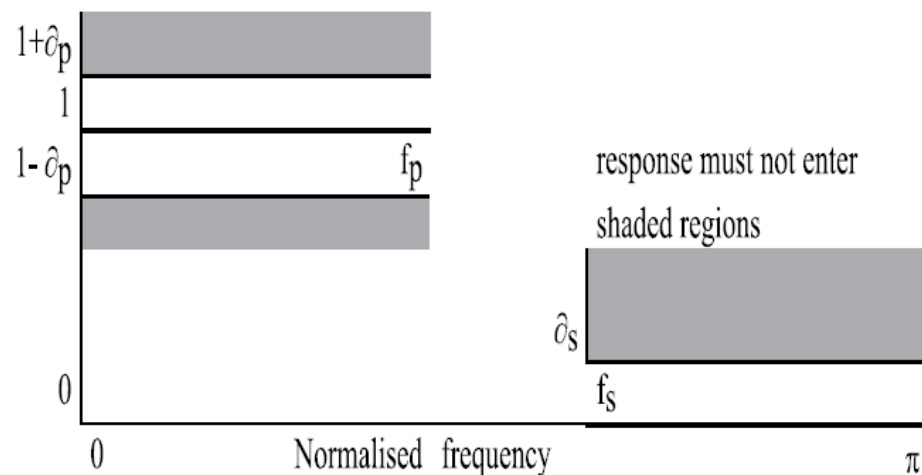 1+∂p
1
1- ∂p
fp
response must not enter
shaded regions
∂s
0
fs
0
Normalised frequency
π